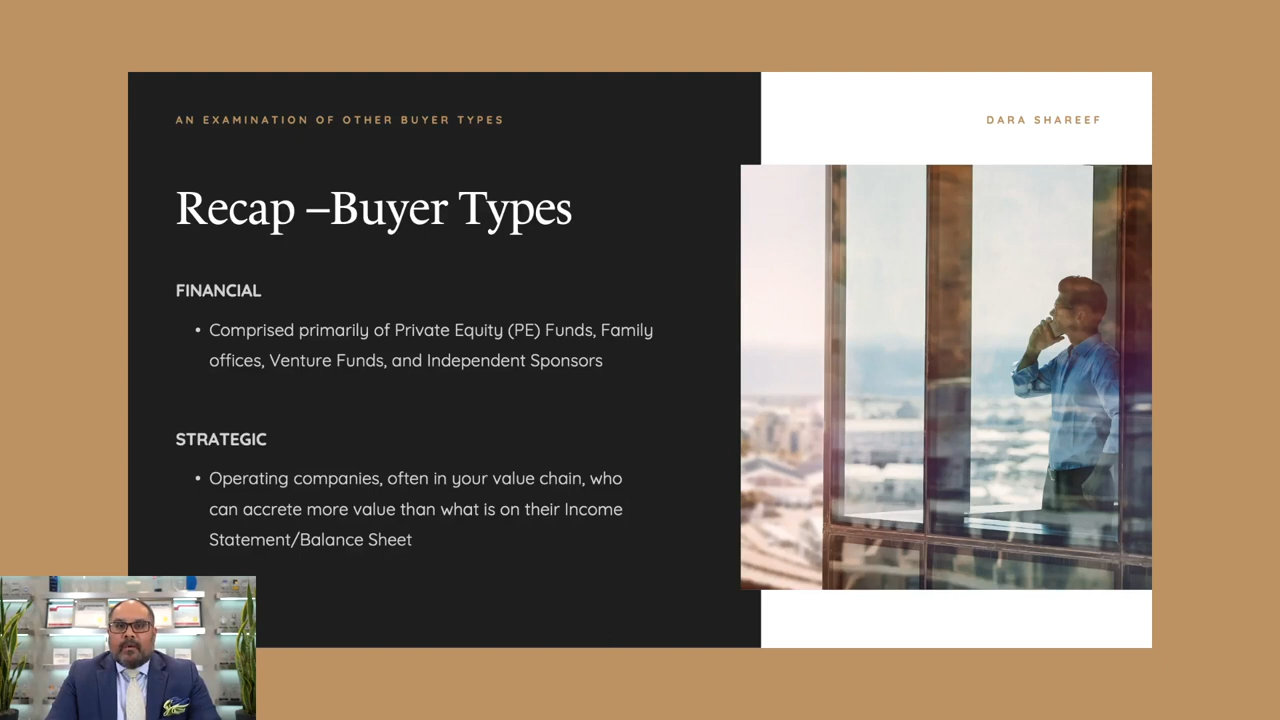 AN EXAMINATION OF OTHER BUYER TYPES
DARA SHAREEF
Recap –Buyer Types
FINANCIAL
• Comprised primarily of Private Equity (PE) Funds, Family
offices, Venture Funds, and Independent Sponsors
STRATEGIC
• Operating companies, often in your value chain, who
can accrete more value than what is on their Income
Statement/Balance Sheet